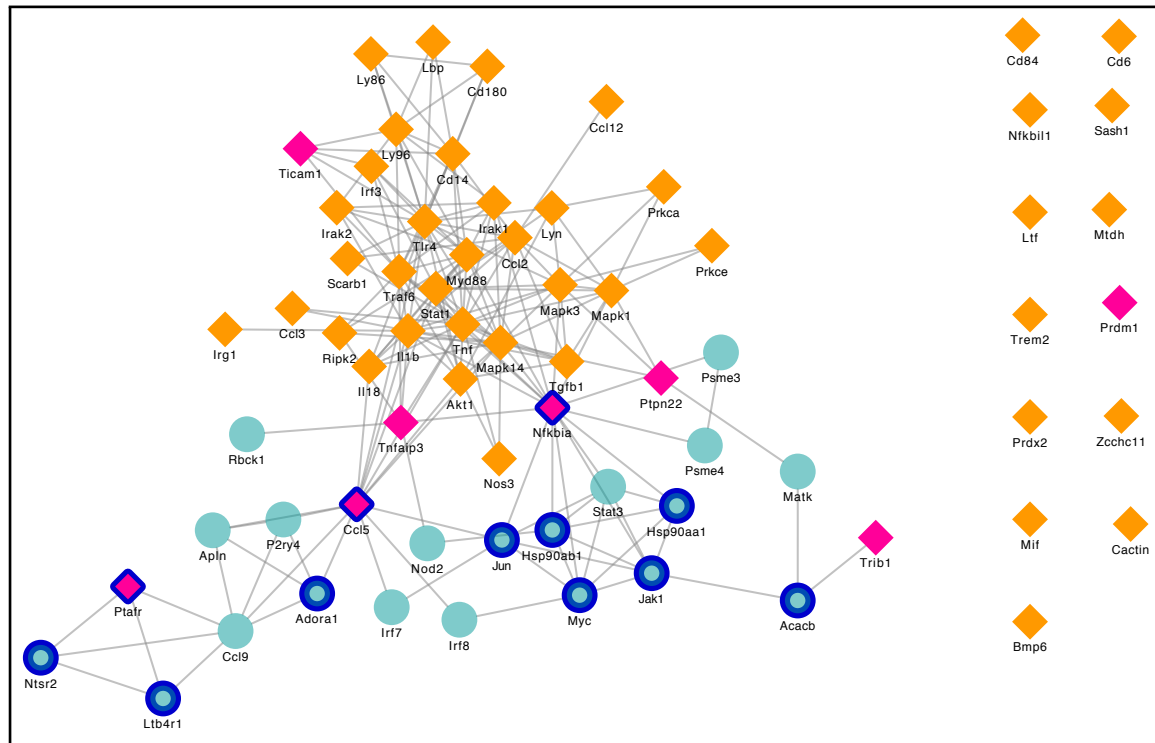 Cd84
Cd6
Lbp
Ly86
Cd180
Ccl12
Nfkbil1
Sash1
Ly96
Ticam1
Cd14
Irf3
Prkca
Irak2
Irak1
Lyn
Tlr4
Ccl2
Ltf
Mtdh
Scarb1
Myd88
Prkce
Traf6
Stat1
Mapk3
Mapk1
Ccl3
Irg1
Ripk2
Il1b
Tnf
Mapk14
Trem2
Prdm1
Il18
Akt1
Tgfb1
Ptpn22
Psme3
Tnfaip3
Nfkbia
Rbck1
Psme4
Prdx2
Zcchc11
Nos3
Matk
Stat3
Ccl5
Hsp90aa1
Apln
P2ry4
Nod2
Jun
Hsp90ab1
Mif
Cactin
Trib1
Ptafr
Adora1
Irf7
Irf8
Myc
Jak1
Acacb
Ccl9
Bmp6
Ntsr2
Ltb4r1